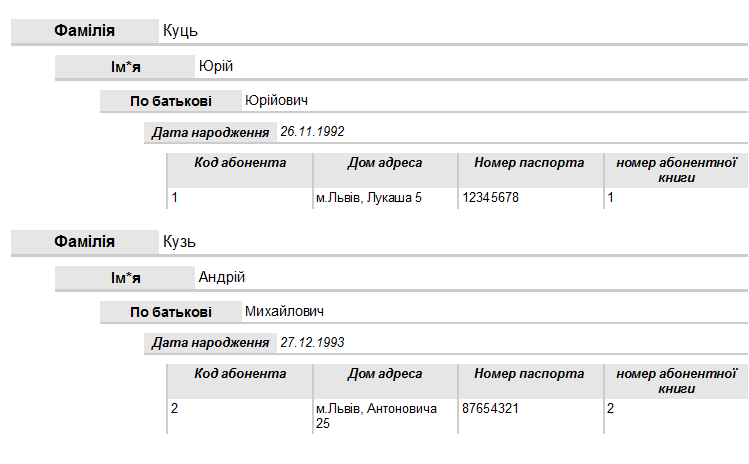 Фамілія Куць
Ім*я Юрій
По батькові Юрійович
Дата народження 26.11.1992
Код абонента Дом адреса Номер паспорта номер абонентної
книги
1 м.Львів, Лукаша 5 12345678 1
Фамілія Кузь
Ім*я Андрій
По батькові Михайлович
Дата народження 27.12.1993
Код абонента Дом адреса Номер паспорта номер абонентної
книги
2 м.Львів, Антоновича 87654321 2
25